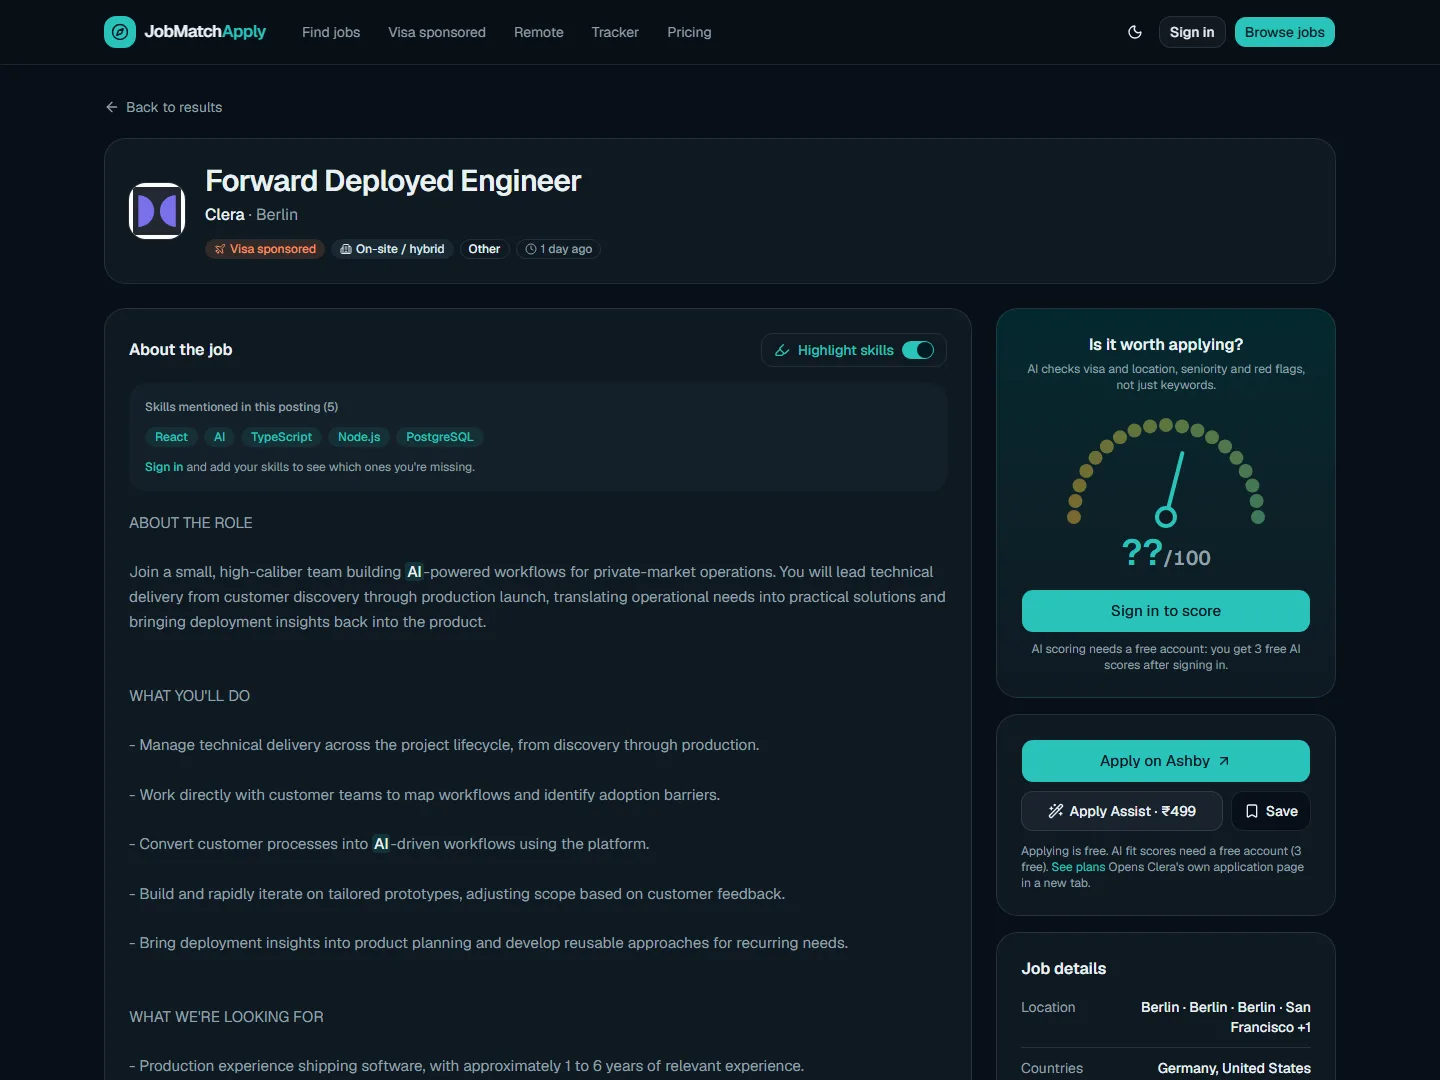 JobMatchApply
Find jobs
Visa sponsored
Remote
Tracker
Pricing
Sign in
Browse jobs
Back to results
Forward Deployed Engineer
Clera · Berlin
Visa sponsored
On-site / hybrid
Other
1 day ago
About the job
Highlight skills
Skills mentioned in this posting (5)
React
AI
TypeScript
Node.js
PostgreSQL
Sign in and add your skills to see which ones you're missing.
ABOUT THE ROLE
Join a small, high-caliber team building AI-powered workflows for private-market operations. You will lead technical
delivery from customer discovery through production launch, translating operational needs into practical solutions and
bringing deployment insights back into the product.
WHAT YOU'LL DO
- Manage technical delivery across the project lifecycle, from discovery through production.
- Work directly with customer teams to map workflows and identify adoption barriers.
- Convert customer processes into AI-driven workflows using the platform.
- Build and rapidly iterate on tailored prototypes, adjusting scope based on customer feedback.
- Bring deployment insights into product planning and develop reusable approaches for recurring needs.
WHAT WE'RE LOOKING FOR
- Production experience shipping software, with approximately 1 to 6 years of relevant experience.
Is it worth applying?
AI checks visa and location, seniority and red flags,
not just keywords.
??/100
Sign in to score
AI scoring needs a free account: you get 3 free AI
scores after signing in.
Apply on Ashby
Apply Assist · ₹499
Save
Applying is free. AI fit scores need a free account (3
free). See plans Opens Clera's own application page
in a new tab.
Job details
Location
Berlin · Berlin · Berlin · San
Francisco +1
Countries
Germany, United States